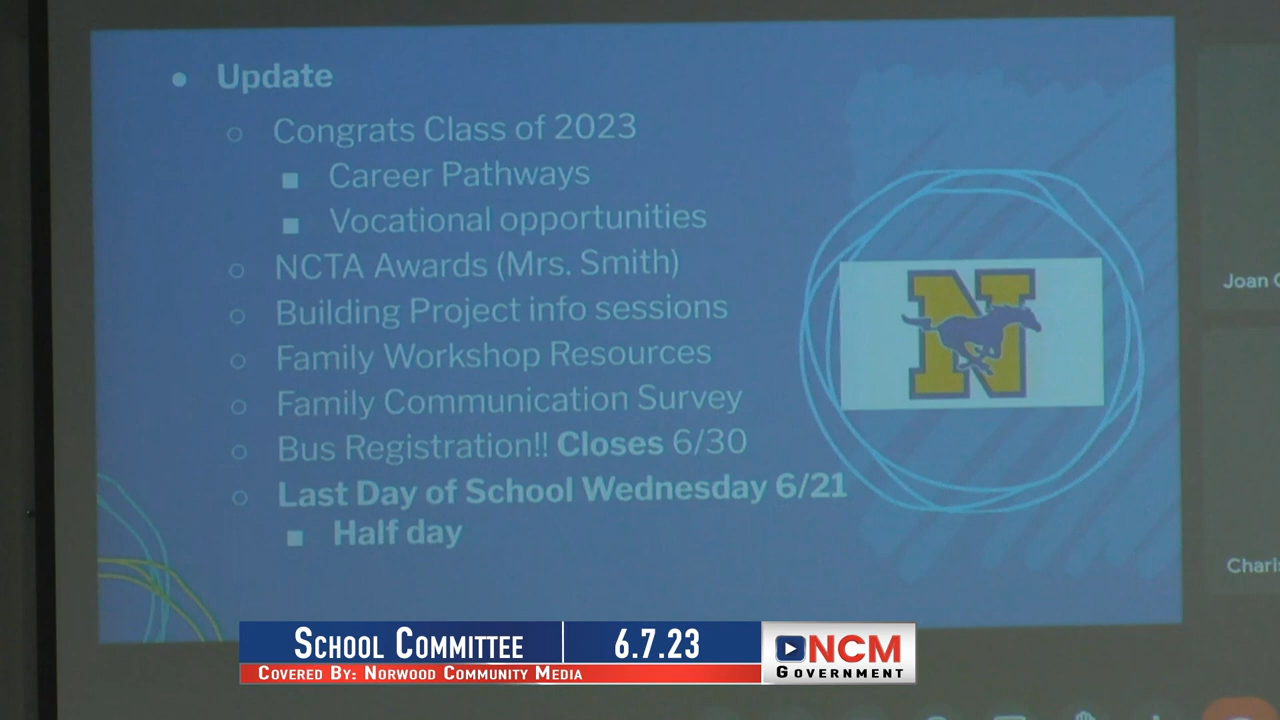 Update
Congrats Class of 2023
Career Pathways
Vocational opportunities
NCTA Awards (Mrs. Smith)
Building Project info sessions
Family Workshop Resources
Family Communication Survey
Bus Registration!! Closes 6/30
Last Day of School Wednesday 6/21
Half day
N
Joan
SCHOOL COMMITTEE
6.7.23
COVERED BY: NORWOOD COMMUNITY MEDIA
NCM
GOVERNMENT